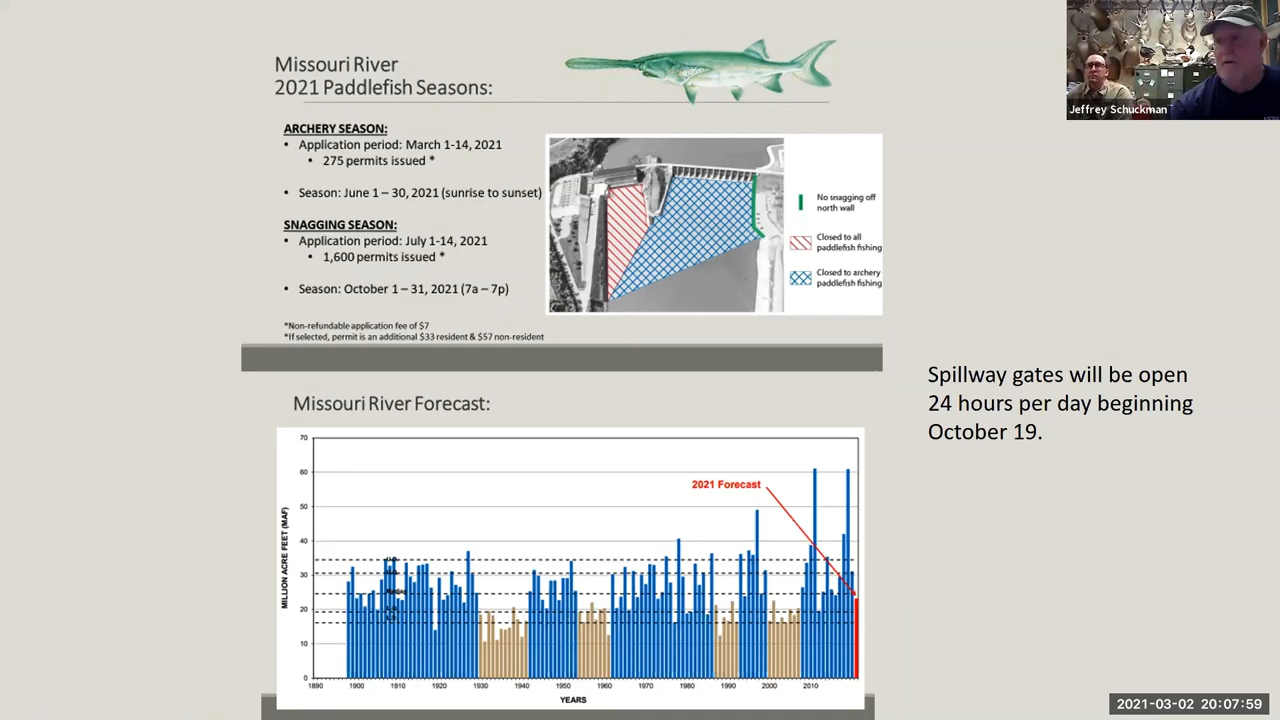 Missouri River
2021 Paddlefish Seasons:
ARCHERY SEASON:
• Application period: March 1-14, 2021
• 275 permits issued *
• Season: June 1 – 30, 2021 (sunrise to sunset)
SNAGGING SEASON:
• Application period: July 1-14, 2021
• 1,600 permits issued *
• Season: October 1 – 31, 2021 (7a – 7p)
*Non-refundable application fee of $7
*If selected, permit is an additional $33 resident & $57 non-resident
No snagging off
north wall
Closed to all
paddlefish fishing
Closed to archery
paddlefish fishing
Jeffrey Schuckman
Spillway gates will be open
24 hours per day beginning
October 19.
Missouri River Forecast:
2021 Forecast
MILLION ACRE FEET (MAF)
70
60
50
40
30
20
10
0
1890 1900 1910 1920 1930 1940 1950 1960 1970 1980 1990 2000 2010
YEARS
2021-03-02 20:07:59